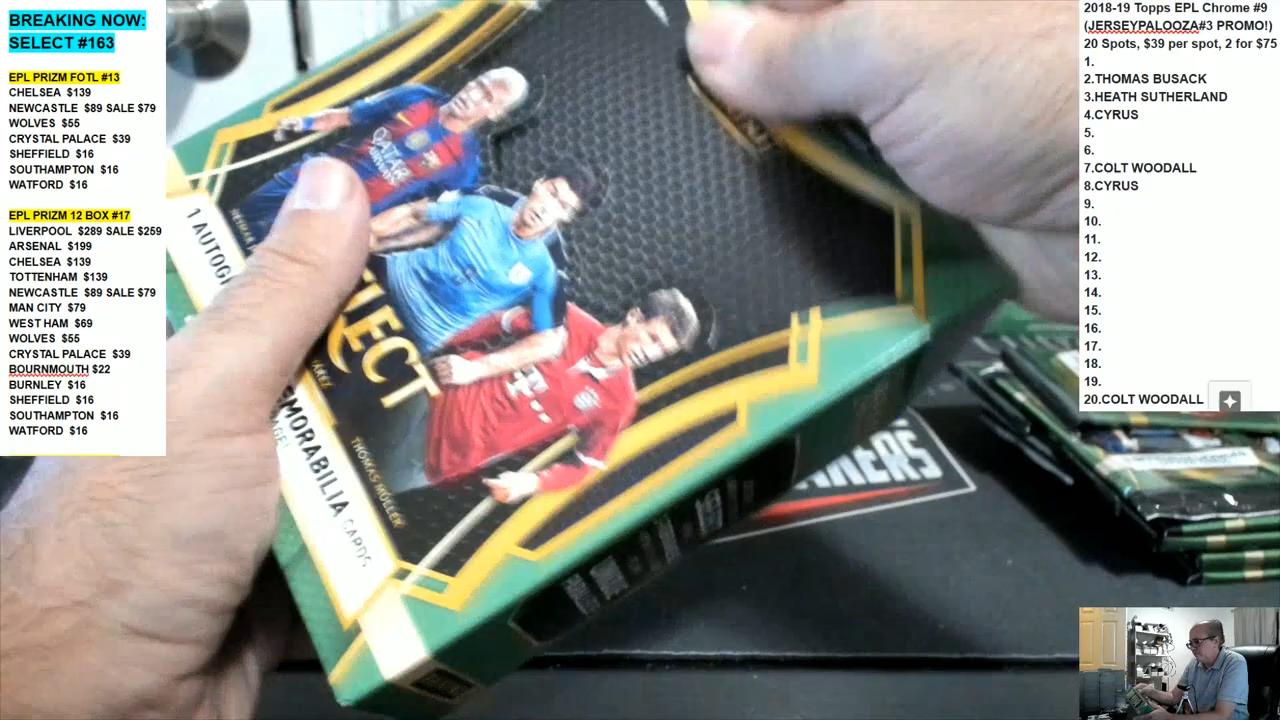 BREAKING NOW:
SELECT #163
EPL PRIZM FOTL #13
CHELSEA $139
NEWCASTLE $89 SALE $79
WOLVES $55
CRYSTAL PALACE $39
SHEFFIELD $16
SOUTHAMPTON $16
WATFORD $16
EPL PRIZM 12 BOX #17
LIVERPOOL $289 SALE $259
ARSENAL $199
CHELSEA $139
TOTTENHAM $139
NEWCASTLE $89 SALE $79
MAN CITY $79
WEST HAM $69
WOLVES $55
CRYSTAL PALACE $39
BOURNMOUTH $22
BURNLEY $16
SHEFFIELD $16
SOUTHAMPTON $16
WATFORD $16
QATAR
1 AUTOG
LECT
MEMORABILIA CARDS
THOMAS MÜLLER
AKERS
2018-19 Topps EPL Chrome #9
(JERSEYPALOOZA#3 PROMO!)
20 Spots, $39 per spot, 2 for $75
1.
2.THOMAS BUSACK
3.HEATH SUTHERLAND
4.CYRUS
5.
6.
7.COLT WOODALL
8.CYRUS
9.
10.
11.
12.
13.
14.
15.
16.
17.
18.
19.
20.COLT WOODALL